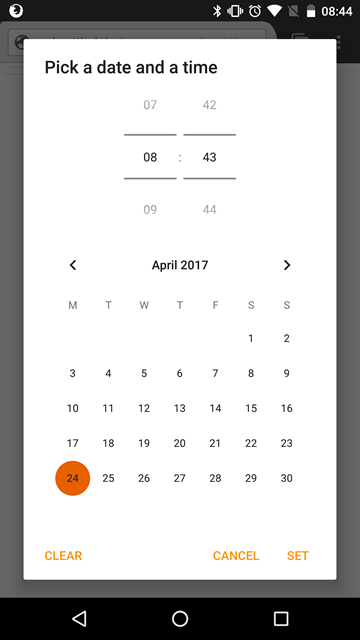 08:44
Pick a date and a time
07 42
08 : 43
09 44
April 2017
M T W T F S S
1 2
3 4 5 6 7 8 9
10 11 12 13 14 15 16
17 18 19 20 21 22 23
24 25 26 27 28 29 30
CLEAR CANCEL SET